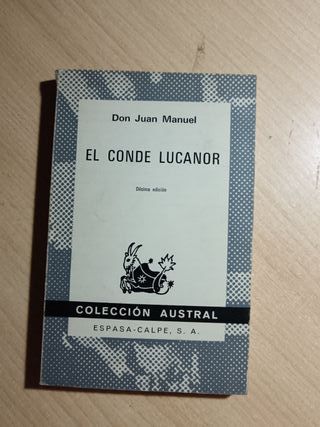 Don Juan Manuel
EL CONDE LUCANOR
Décima edición
COLECCIÓN AUSTRAL
ESPASA-CALPE, S. A.